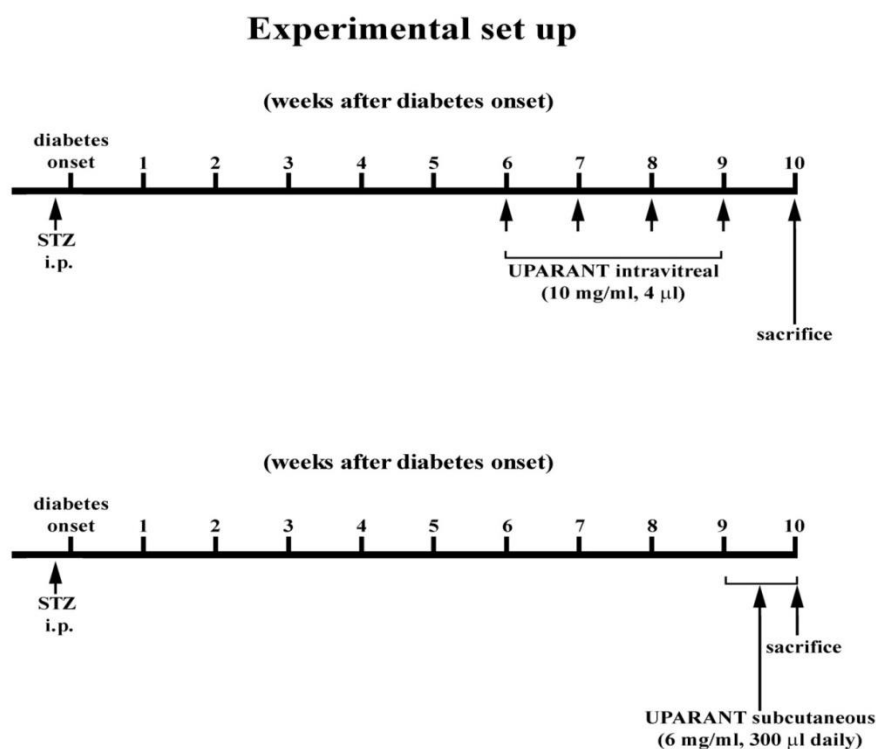 Experimental set up
(weeks after diabetes onset)
diabetes
onset 1 2 3 4 5 6 7 8 9 10
STZ
i.p.
UPARANT intravitreal
(10 mg/ml, 4 µl)
sacrifice
(weeks after diabetes onset)
diabetes
onset 1 2 3 4 5 6 7 8 9 10
STZ
i.p.
sacrifice
UPARANT subcutaneous
(6 mg/ml, 300 µl daily)